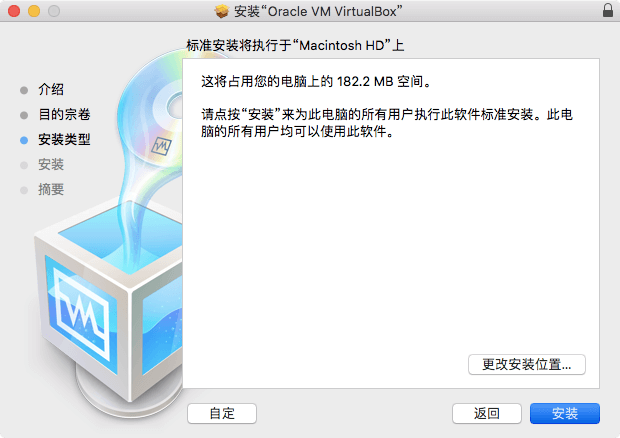 安装“Oracle VM VirtualBox”
标准安装将执行于“Macintosh HD”上
介绍
目的宗卷
安装类型
安装
摘要
这将占用您的电脑上的 182.2 MB 空间。
请点按“安装”来为此电脑的所有用户执行此软件标准安装。此电
脑的所有用户均可以使用此软件。
更改安装位置...
自定
返回
安装